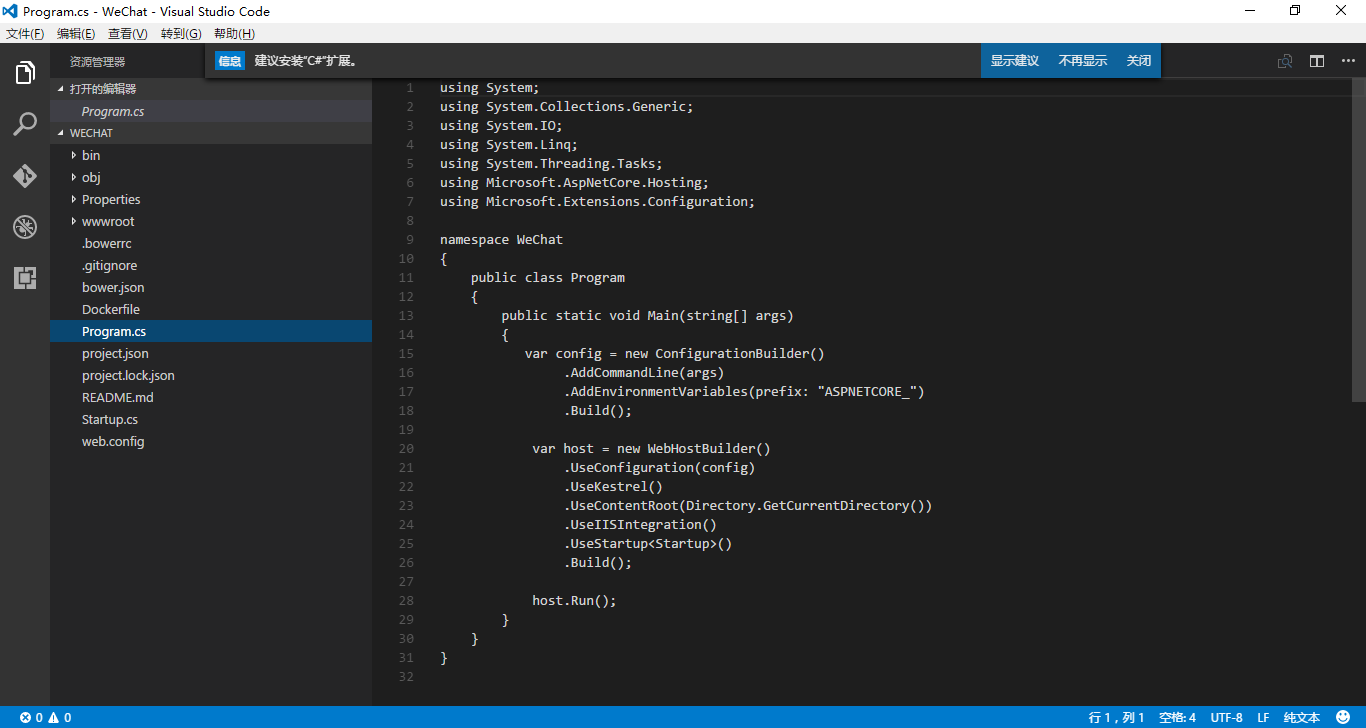 Program.cs - WeChat - Visual Studio Code
文件(F) 编辑(E) 查看(V) 转到(G) 帮助(H)
资源管理器
信息 建议安装“C#”扩展。 显示建议 不再显示 关闭
打开的编辑器
Program.cs
WECHAT
bin
obj
Properties
wwwroot
.bowerrc
.gitignore
bower.json
Dockerfile
Program.cs
project.json
project.lock.json
README.md
Startup.cs
web.config
1 using System;
2 using System.Collections.Generic;
3 using System.IO;
4 using System.Linq;
5 using System.Threading.Tasks;
6 using Microsoft.AspNetCore.Hosting;
7 using Microsoft.Extensions.Configuration;
8
9 namespace WeChat
10 {
11     public class Program
12     {
13         public static void Main(string[] args)
14         {
15            var config = new ConfigurationBuilder()
16                 .AddCommandLine(args)
17                 .AddEnvironmentVariables(prefix: "ASPNETCORE_")
18                 .Build();
19
20             var host = new WebHostBuilder()
21                 .UseConfiguration(config)
22                 .UseKestrel()
23                 .UseContentRoot(Directory.GetCurrentDirectory())
24                 .UseIISIntegration()
25                 .UseStartup<Startup>()
26                 .Build();
27
28             host.Run();
29         }
30     }
31 }
32
0 0 行 1，列 1 空格: 4 UTF-8 LF 纯文本